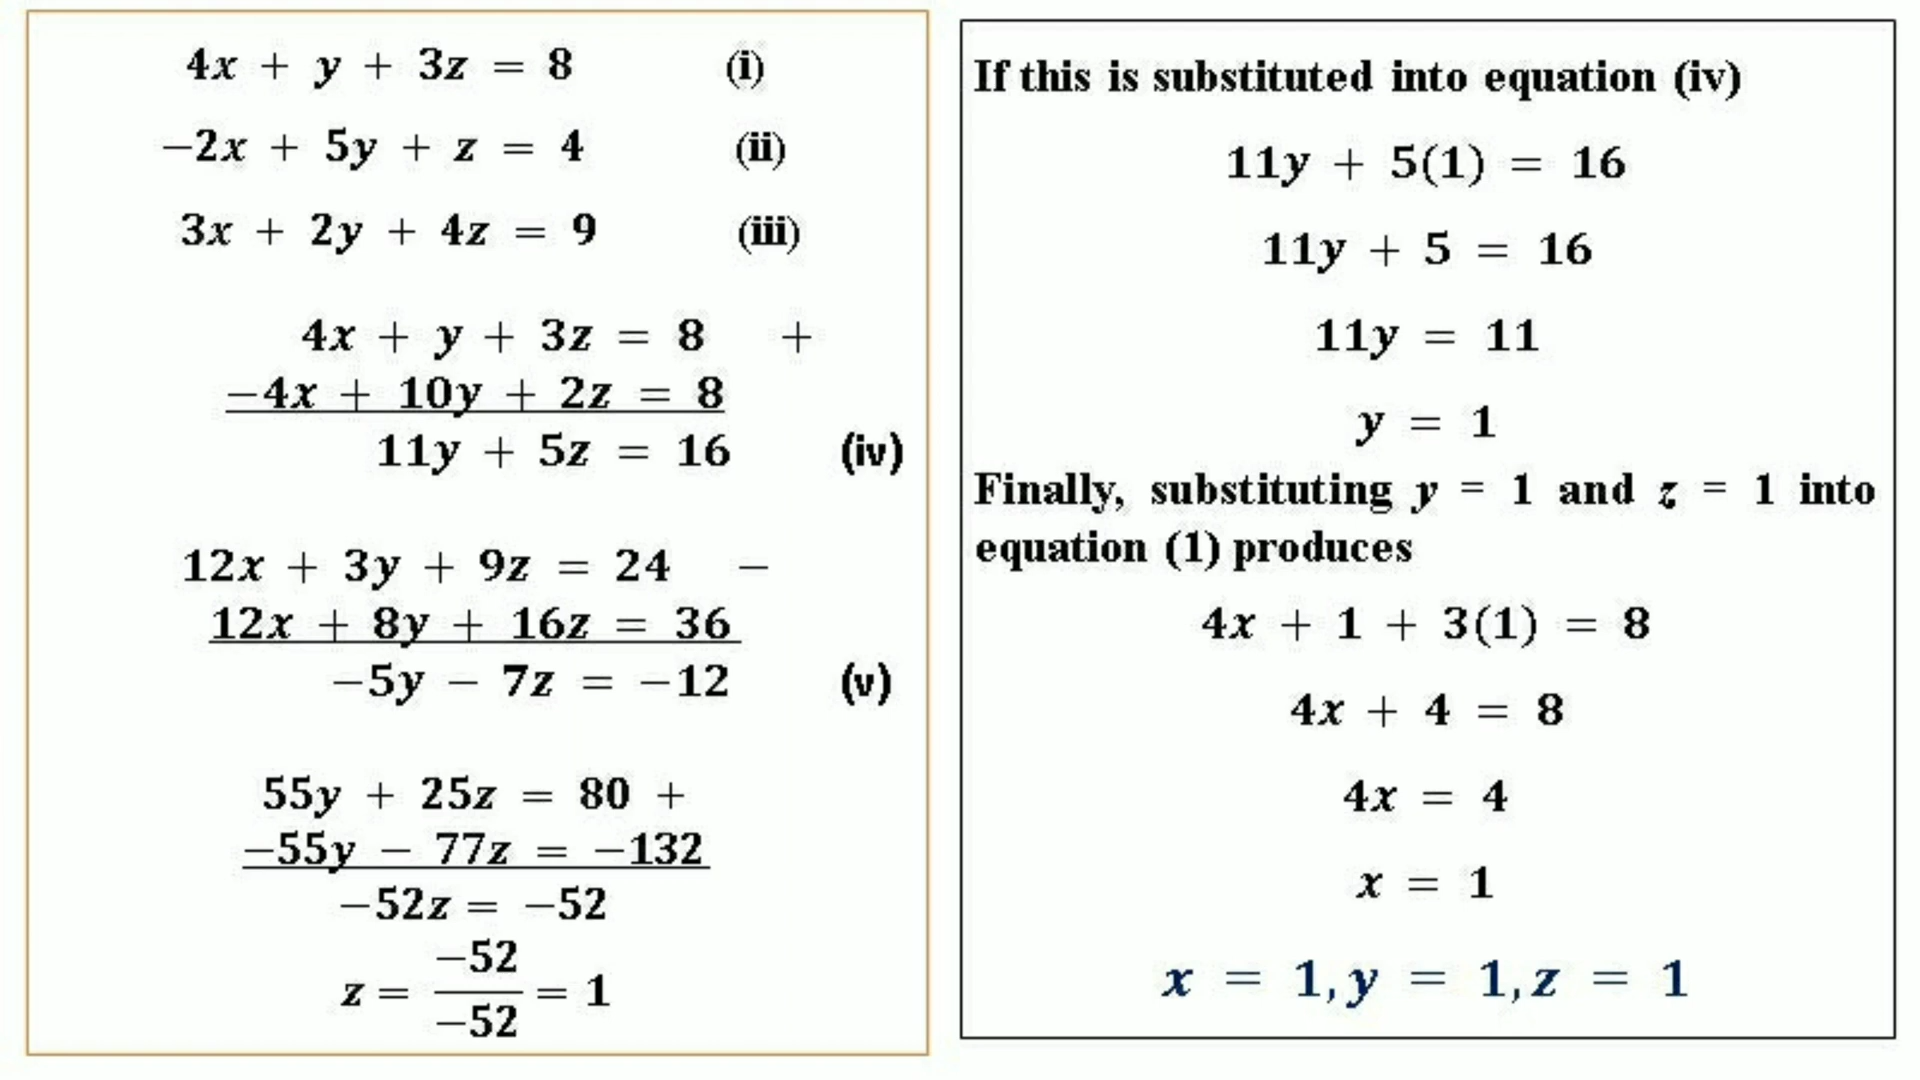 4x + y + 3z = 8 (i)
−2x + 5y + z = 4 (ii)
3x + 2y + 4z = 9 (iii)
4x + y + 3z = 8 +
−4x + 10y + 2z = 8
11y + 5z = 16 (iv)
12x + 3y + 9z = 24 −
12x + 8y + 16z = 36
−5y − 7z = −12 (v)
55y + 25z = 80 +
−55y − 77z = −132
−52z = −52
z = −52/−52 = 1
If this is substituted into equation (iv)
11y + 5(1) = 16
11y + 5 = 16
11y = 11
y = 1
Finally, substituting y = 1 and z = 1 into
equation (1) produces
4x + 1 + 3(1) = 8
4x + 4 = 8
4x = 4
x = 1
x = 1, y = 1, z = 1